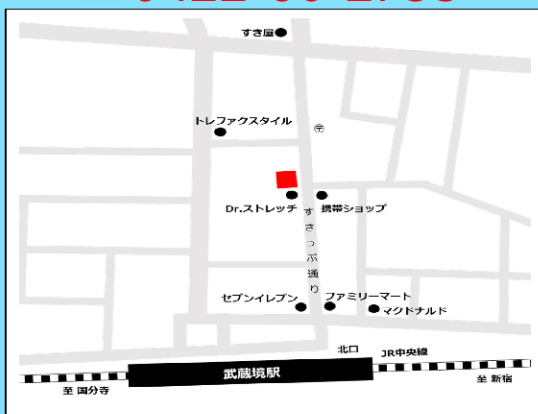 すき屋
トレファクスタイル
〒
Dr.ストレッチ
携帯ショップ
すきっぷ通り
セブンイレブン
ファミリーマート
マクドナルド
北口
JR中央線
武蔵境駅
至 国分寺
至 新宿